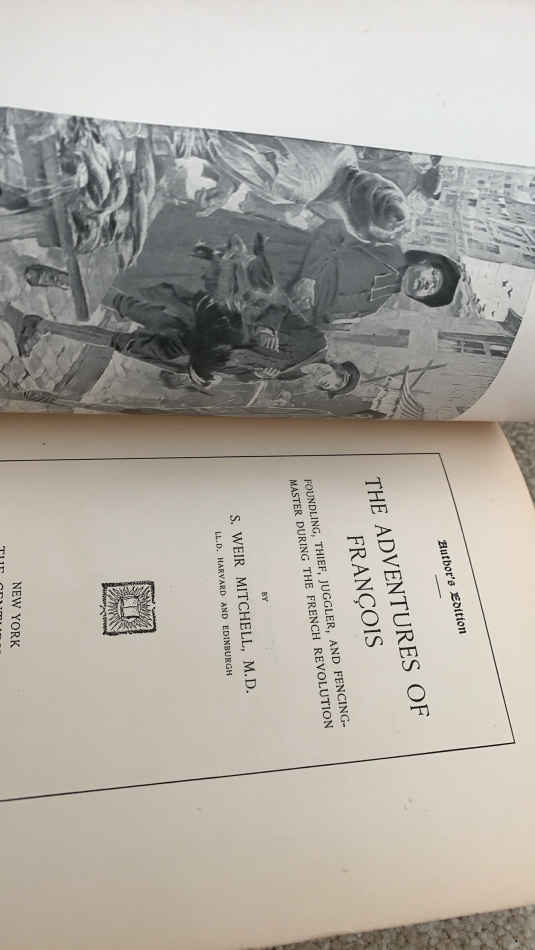 Author's Edition
THE ADVENTURES OF
FRANÇOIS
FOUNDLING, THIEF, JUGGLER, AND FENCING-
MASTER DURING THE FRENCH REVOLUTION
BY
S. WEIR MITCHELL, M.D.
LL.D. HARVARD AND EDINBURGH
NEW YORK
THE